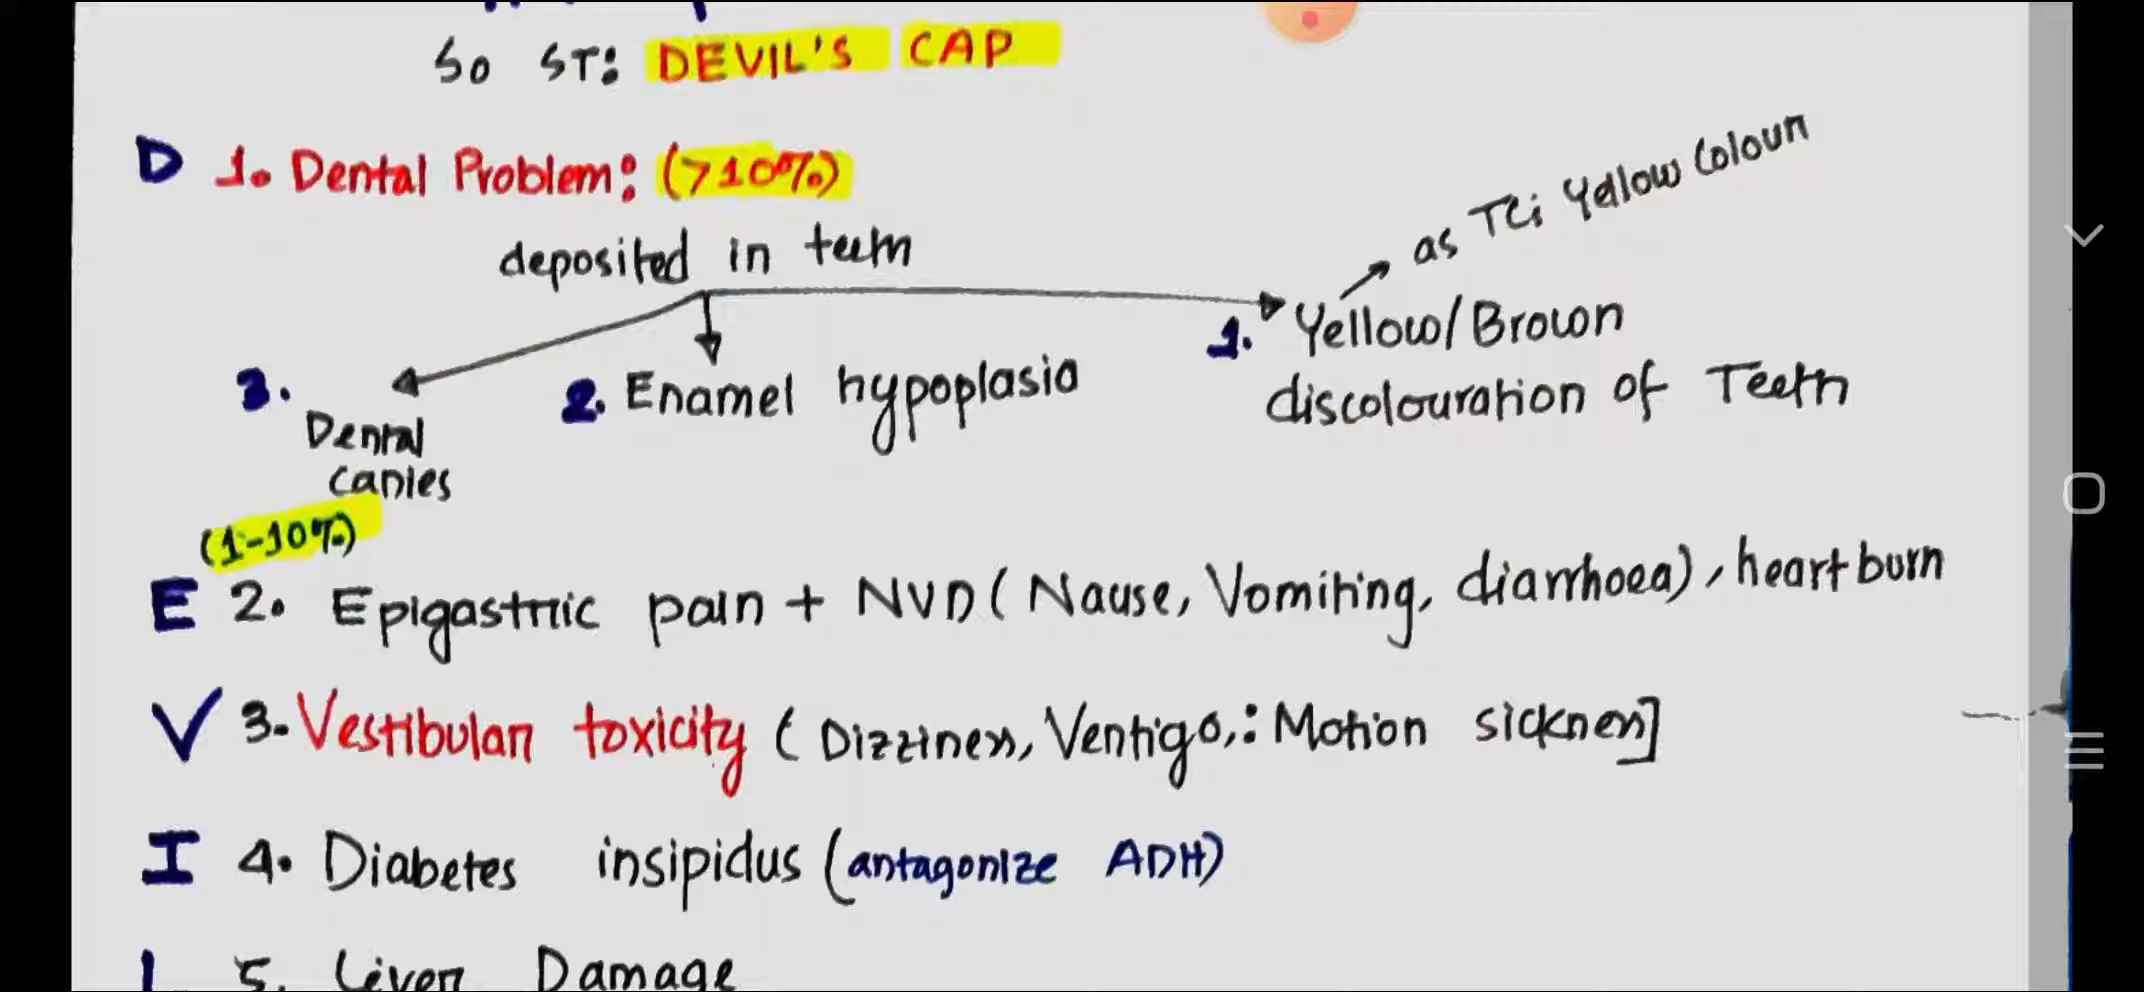 So ST: DEVIL'S CAP
D 1. Dental Problem: (>10%)
as TCi Yellow Colour
deposited in teeth
1. Yellow/Brown
discolouration of Teeth
2. Enamel hypoplasia
3. Dental
caries
(1-10%)
E 2. Epigastric pain + NVD (Nause, Vomiting, diarrhoea), heart burn
V 3. Vestibular toxicity (Dizziness, Vertigo,: Motion sickness]
I 4. Diabetes insipidus (antagonize ADH)
L 5. Liver Damage